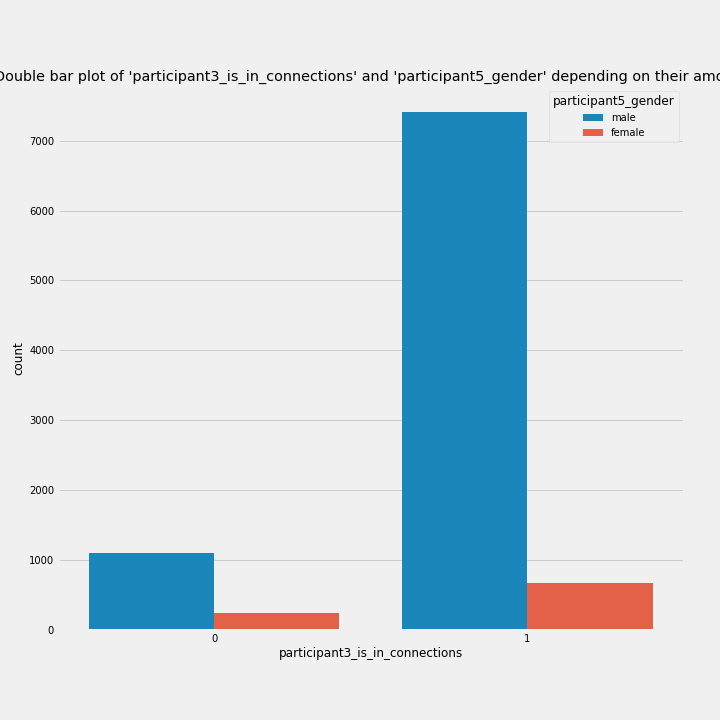 Double bar plot of 'participant3_is_in_connections' and 'participant5_gender' depending on their
participant5_gender
male
female
7000
6000
5000
4000
3000
2000
1000
0
count
0 1
participant3_is_in_connections